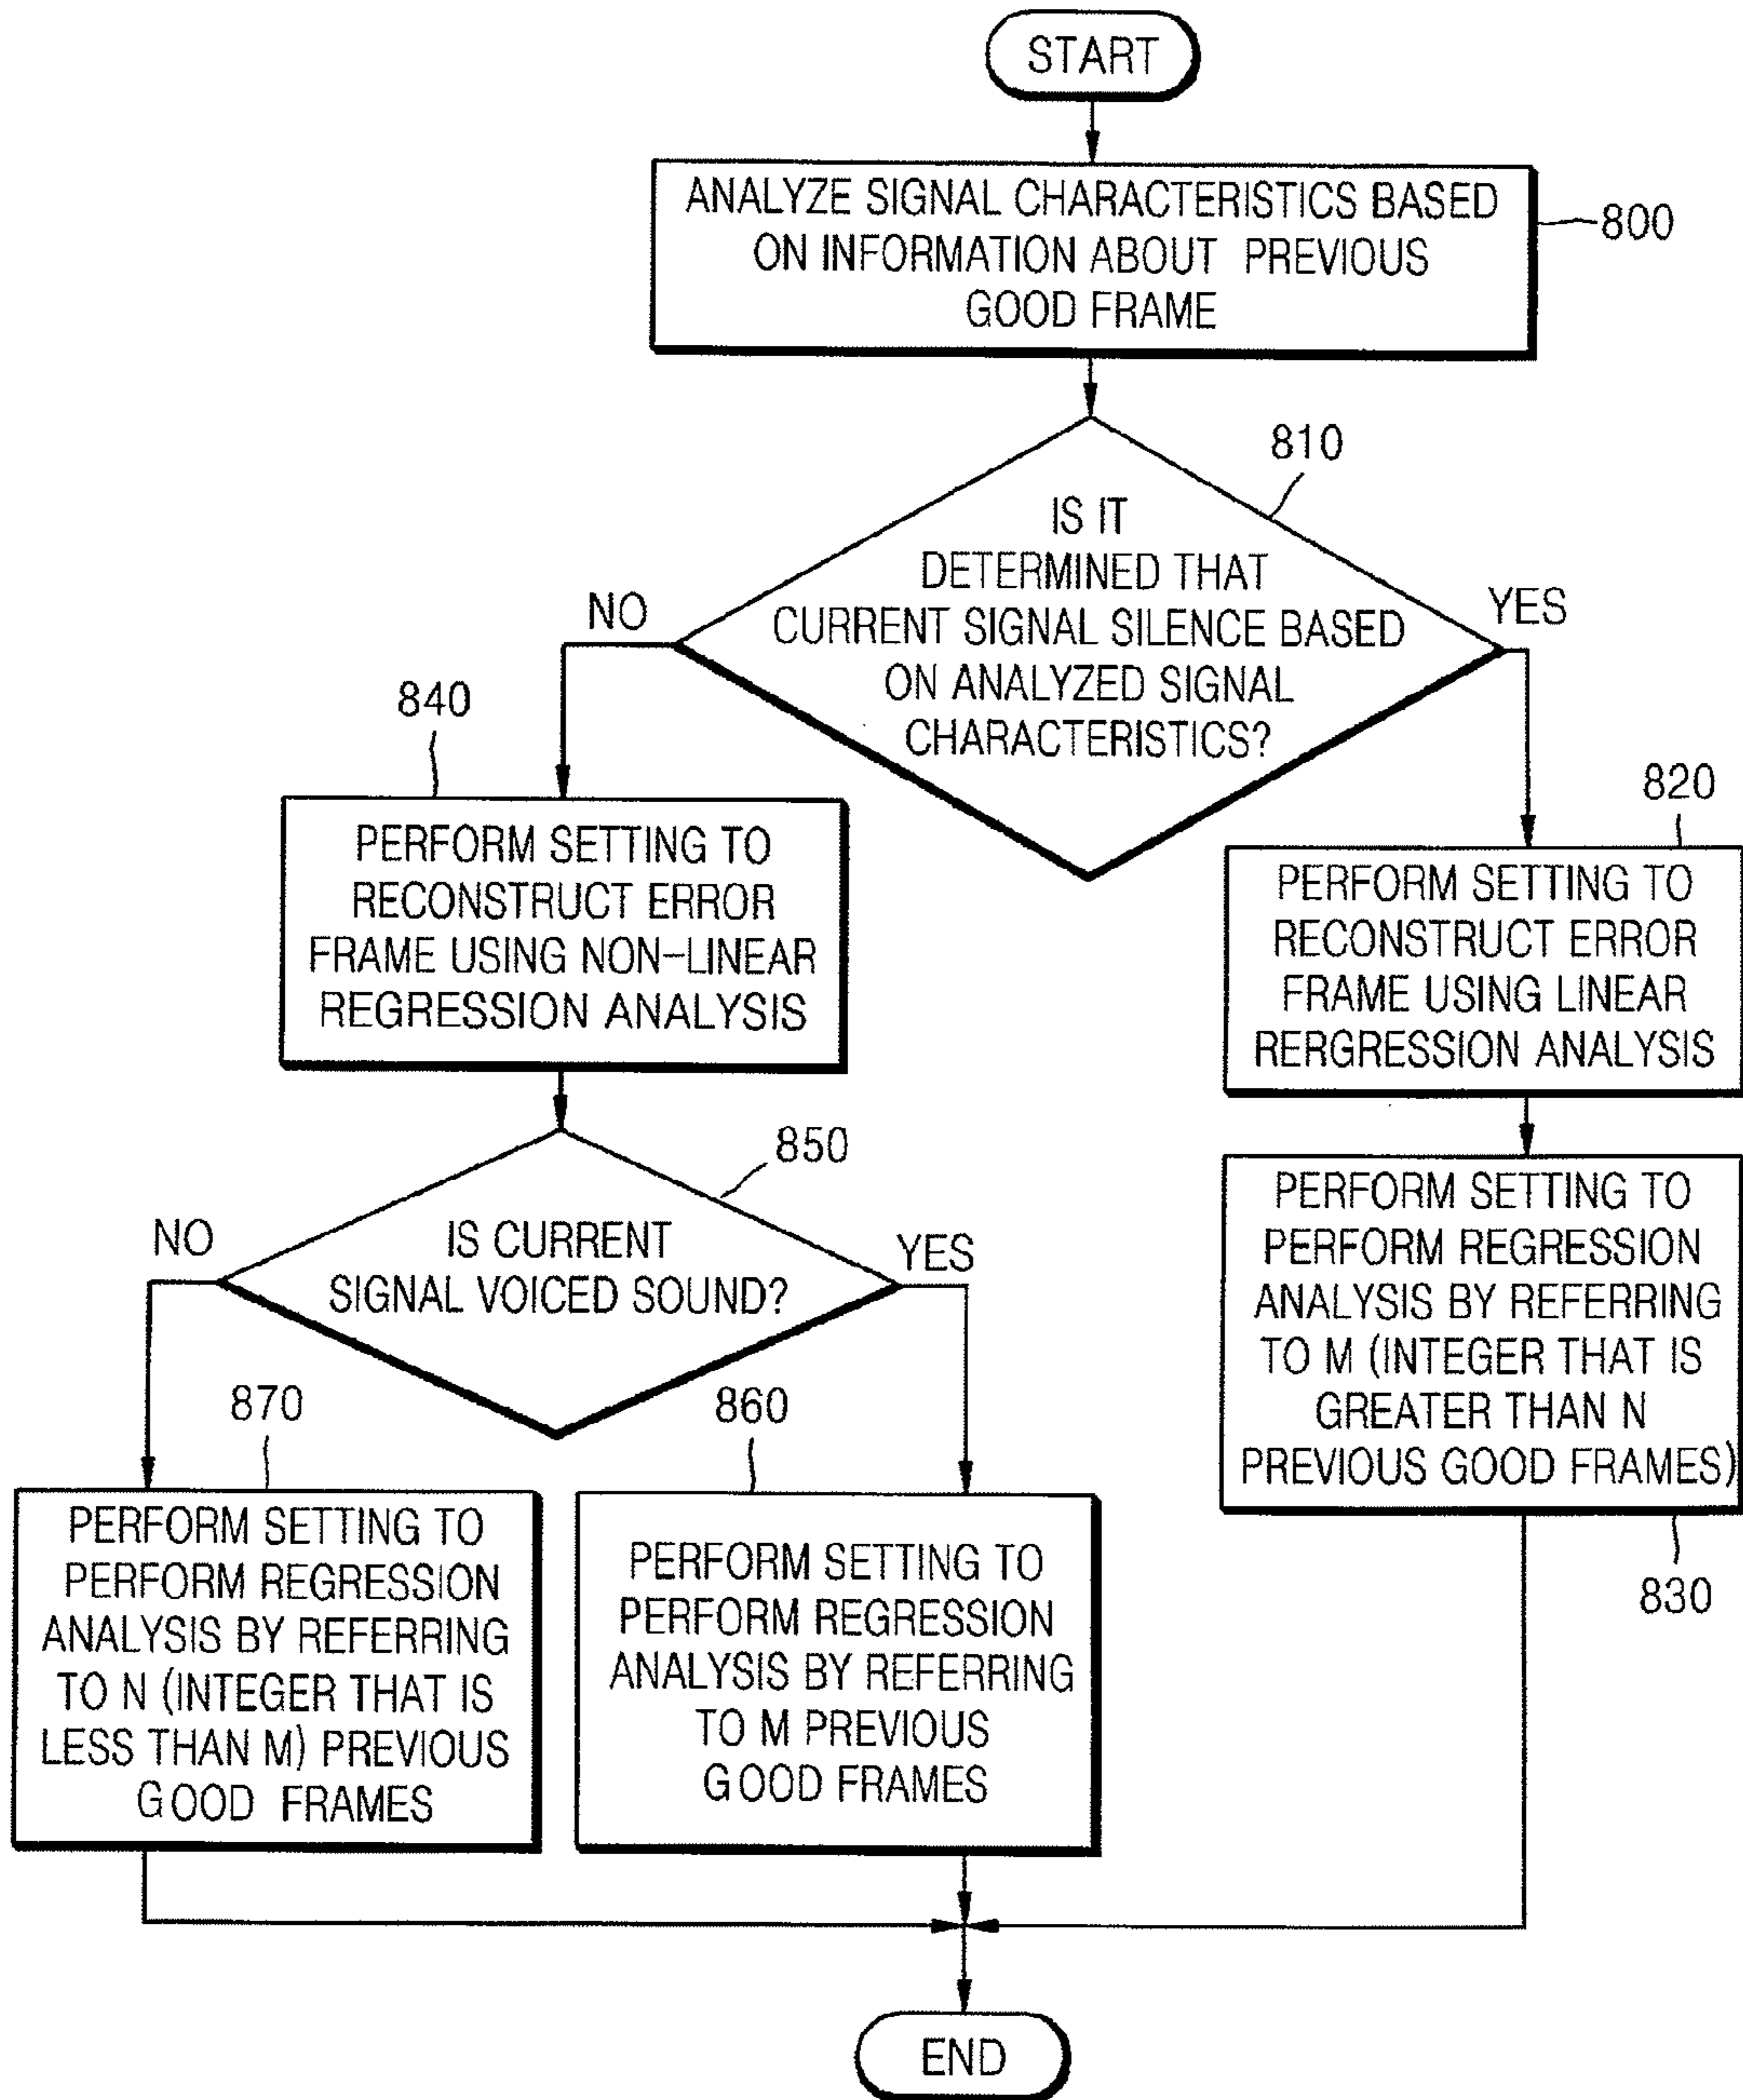 START
ANALYZE SIGNAL CHARACTERISTICS BASED
ON INFORMATION ABOUT PREVIOUS
GOOD FRAME
800
810
IS IT
DETERMINED THAT
CURRENT SIGNAL SILENCE BASED
ON ANALYZED SIGNAL
CHARACTERISTICS?
NO
YES
840
PERFORM SETTING TO
RECONSTRUCT ERROR
FRAME USING NON-LINEAR
REGRESSION ANALYSIS
820
PERFORM SETTING TO
RECONSTRUCT ERROR
FRAME USING LINEAR
RERGRESSION ANALYSIS
850
IS CURRENT
SIGNAL VOICED SOUND?
NO
YES
PERFORM SETTING TO
PERFORM REGRESSION
ANALYSIS BY REFERRING
TO M (INTEGER THAT IS
GREATER THAN N
PREVIOUS GOOD FRAMES)
830
870
PERFORM SETTING TO
PERFORM REGRESSION
ANALYSIS BY REFERRING
TO N (INTEGER THAT IS
LESS THAN M) PREVIOUS
GOOD FRAMES
860
PERFORM SETTING TO
PERFORM REGRESSION
ANALYSIS BY REFERRING
TO M PREVIOUS
GOOD FRAMES
END